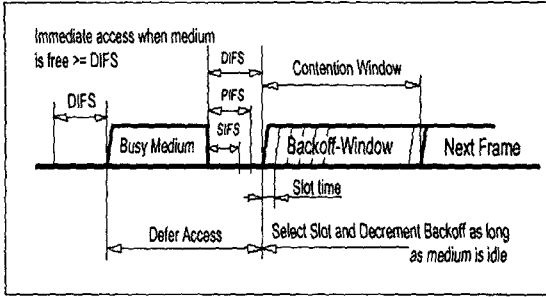 Immediate access when medium
is free >= DIFS
DIFS
Contention Window
PIFS
DIFS
SIFS
Busy Medium
Backoff-Window
Next Frame
Slot time
Defer Access
Select Slot and Decrement Backoff as long
as medium is idle